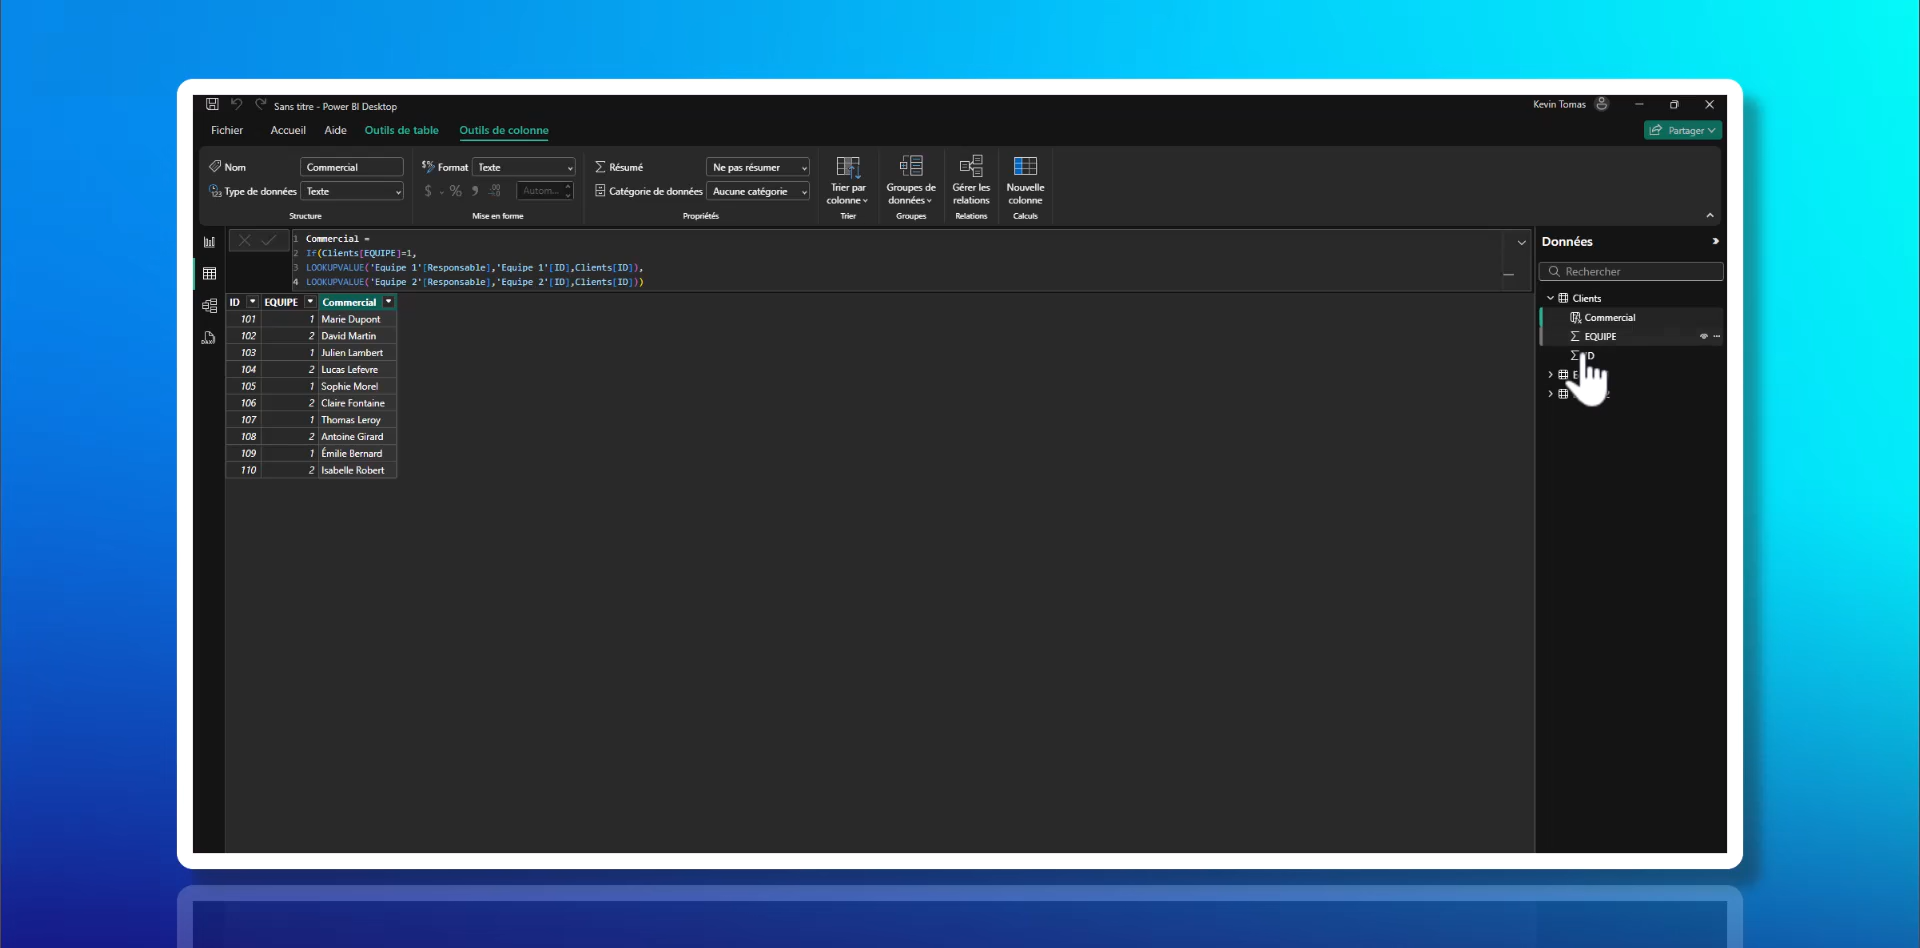 Sans titre - Power BI Desktop
Kevin Tomas
Fichier Accueil Aide Outils de table Outils de colonne
Partager
Nom Commercial
Type de données Texte
Structure
Format Texte
$ % 9 .00 Autom...
Mise en forme
Résumé Ne pas résumer
Catégorie de données Aucune catégorie
Propriétés
Trier par
colonne
Trier
Groupes de
données
Groupes
Gérer les
relations
Relations
Nouvelle
colonne
Calculs
1 Commercial =
2 If(Clients[EQUIPE]=1,
3 LOOKUPVALUE('Equipe 1'[Responsable],'Equipe 1'[ID],Clients[ID]),
4 LOOKUPVALUE('Equipe 2'[Responsable],'Equipe 2'[ID],Clients[ID]))
ID EQUIPE Commercial
101 1 Marie Dupont
102 2 David Martin
103 1 Julien Lambert
104 2 Lucas Lefevre
105 1 Sophie Morel
106 2 Claire Fontaine
107 1 Thomas Leroy
108 2 Antoine Girard
109 1 Émilie Bernard
110 2 Isabelle Robert
Données
Rechercher
Clients
Commercial
EQUIPE